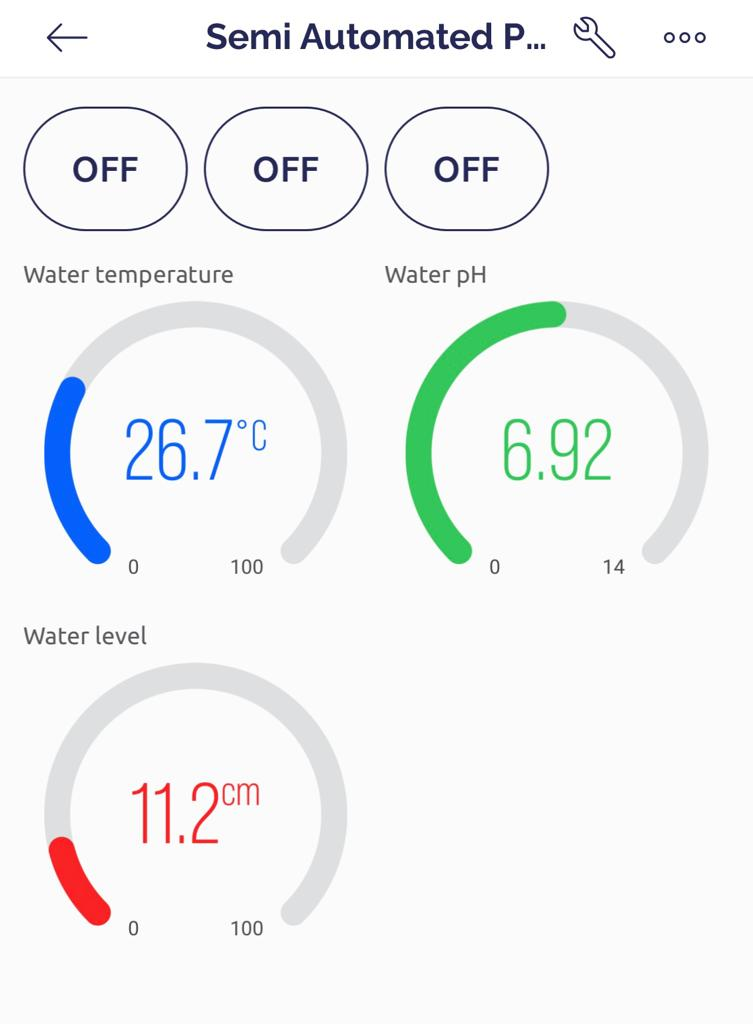 Semi Automated P...
OFF OFF OFF
Water temperature Water pH
26.7°C 6.92
0 100 0 14
Water level
11.2cm
0 100